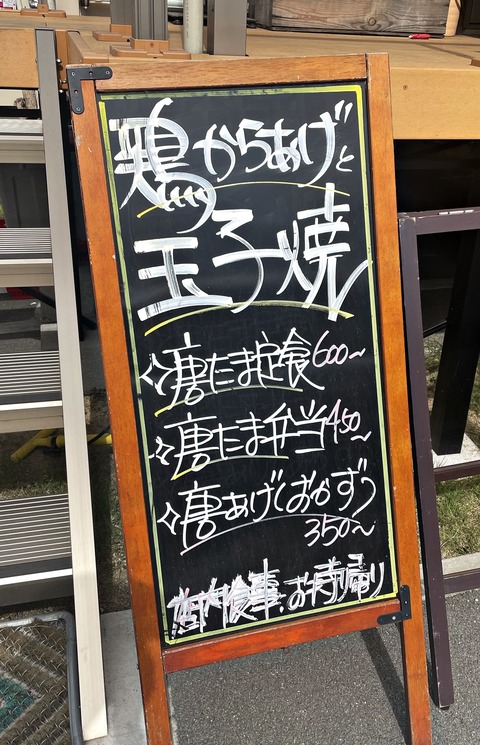 鶏からあげと
玉子焼
唐たま定食600~
唐たま弁当450~
唐あげ(おかず)
350~
店内食事.お持帰り